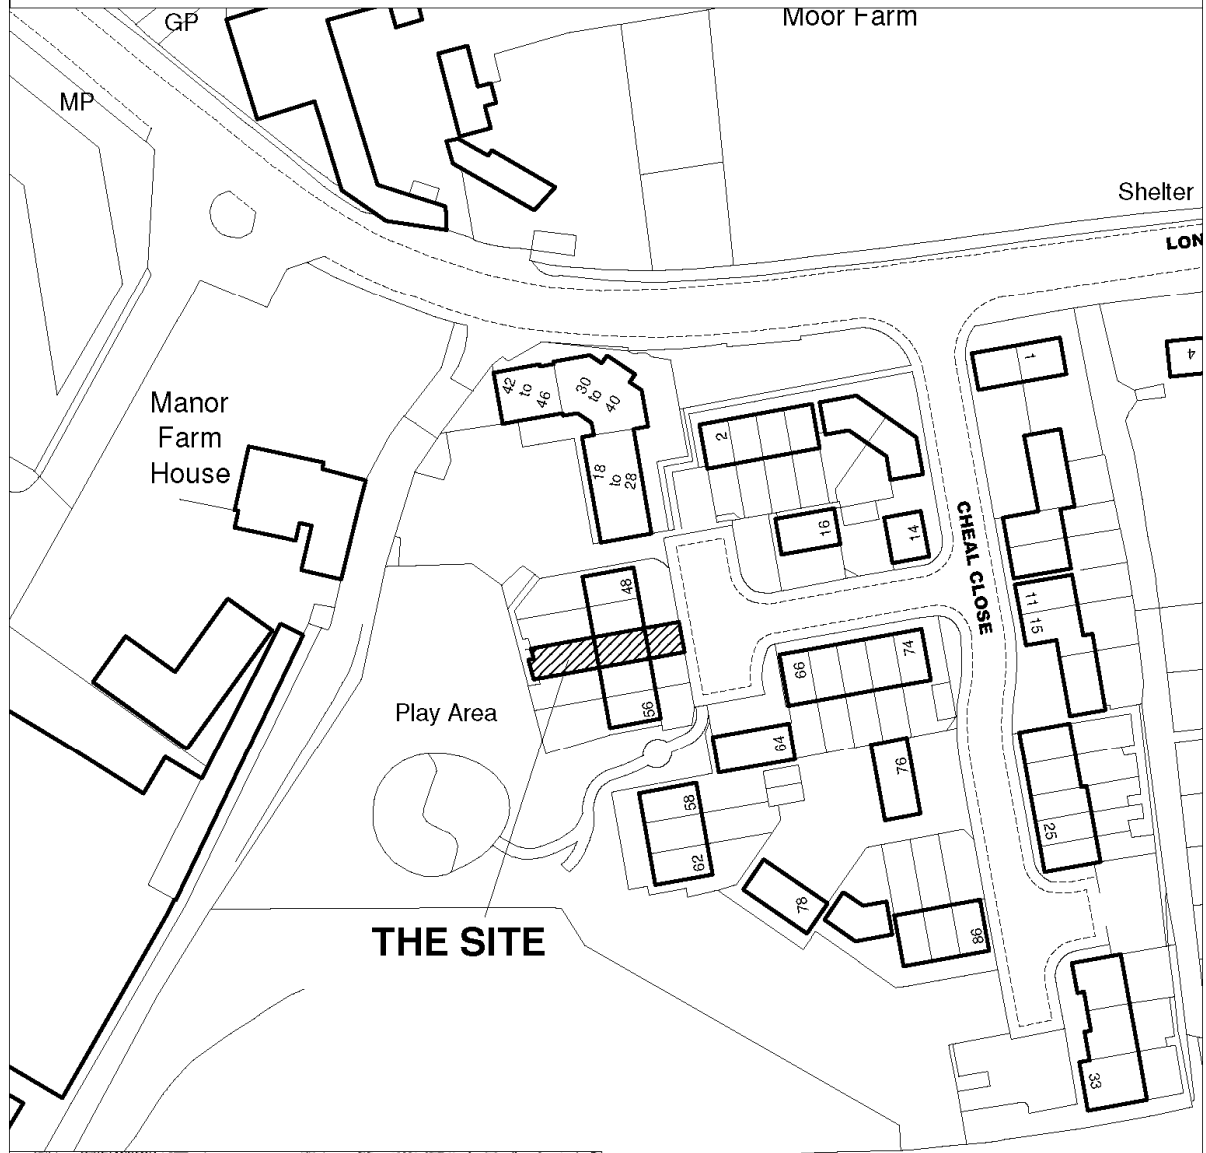 GP
Moor Farm
MP
Shelter
LON
1
4
42
to
46
30
to
40
Manor
Farm
House
2
18
to
28
16
14
CHEAL CLOSE
48
11
15
74
66
56
Play Area
64
76
58
62
25
78
86
THE SITE
33